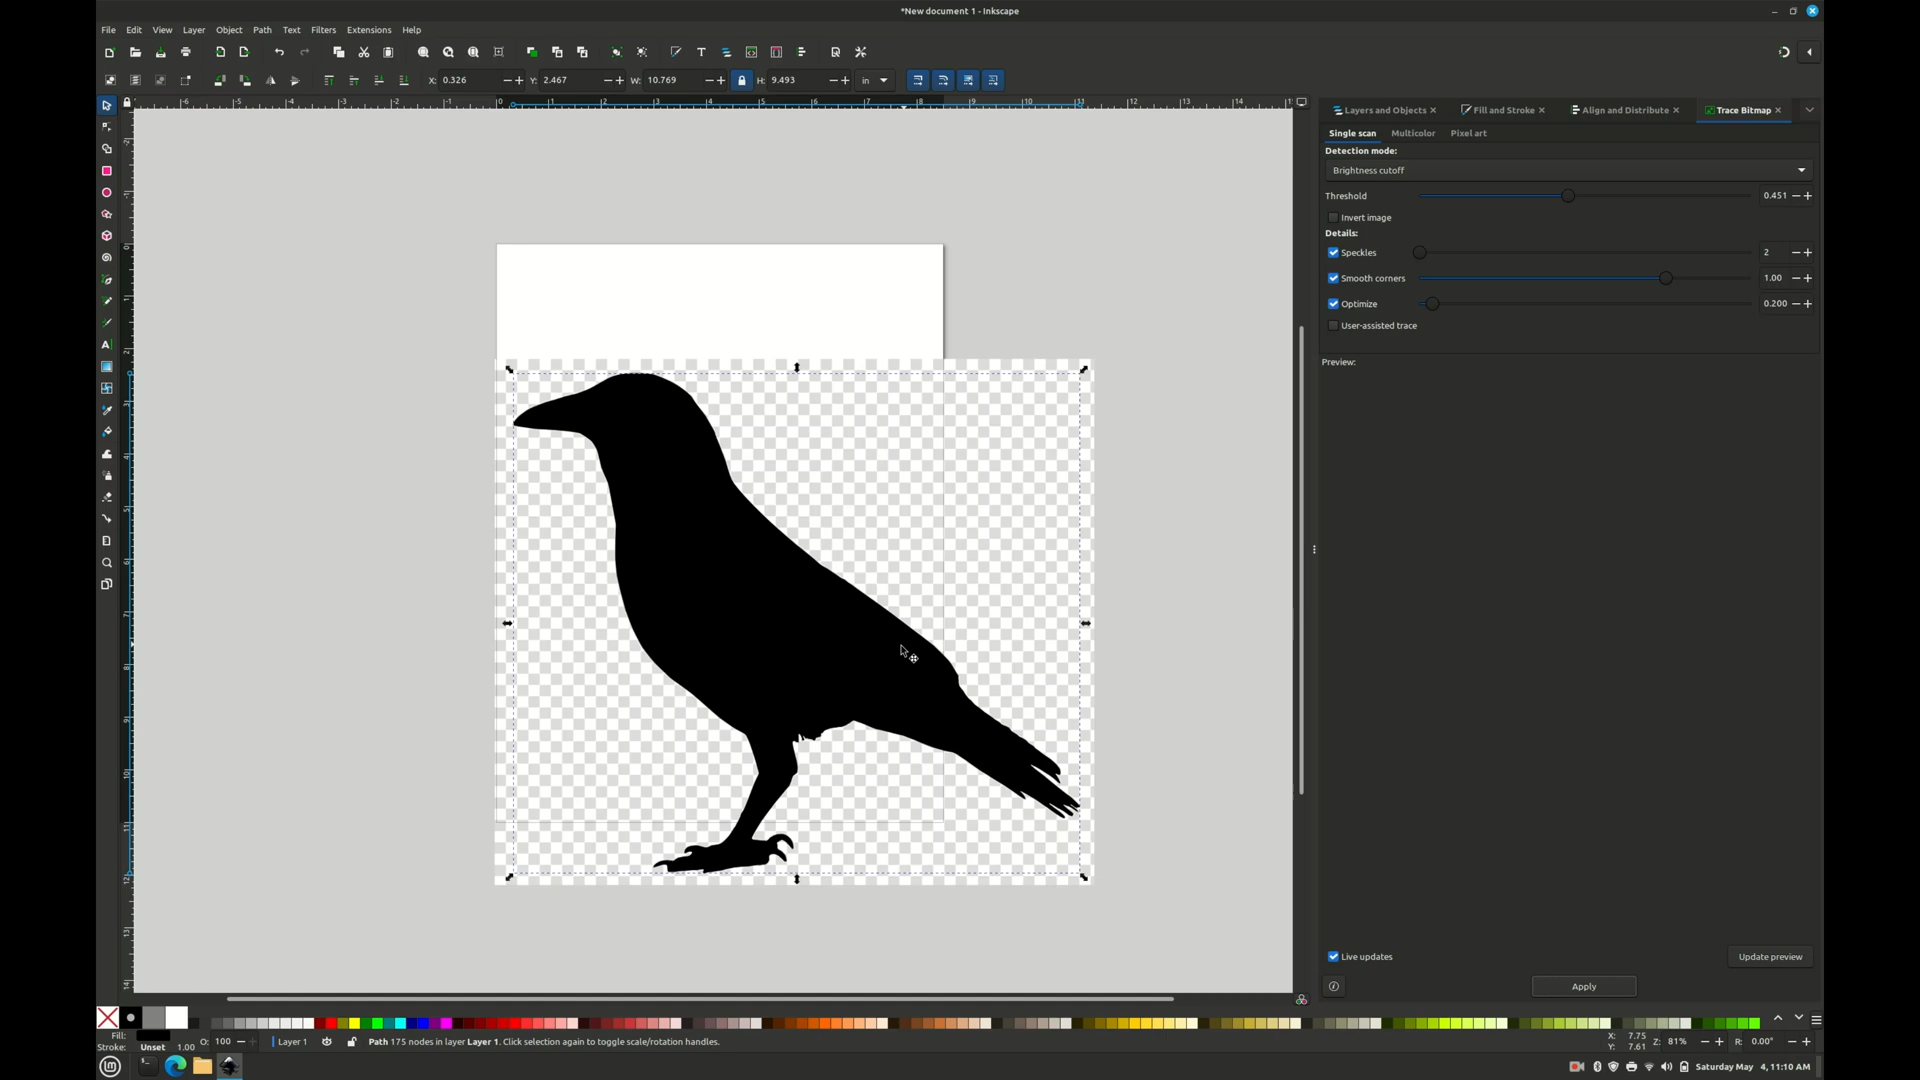 *New document 1 - Inkscape
File Edit View Layer Object Path Text Filters Extensions Help
X: 0.326 Y: 2.467 W: 10.769 H: 9.493 in
Layers and Objects Fill and Stroke Align and Distribute Trace Bitmap
Single scan Multicolor Pixel art
Detection mode:
Brightness cutoff
Threshold 0.451
Invert image
Details:
Speckles 2
Smooth corners 1.00
Optimize 0.200
User-assisted trace
Preview:
Live updates Update preview
Apply
Fill:
Stroke: Unset 1.00 O: 100 Layer 1 Path 175 nodes in layer Layer 1. Click selection again to toggle scale/rotation handles. X: 7.75 Y: 7.61 Z: 81% R: 0.00°
Saturday May 4, 11:10 AM